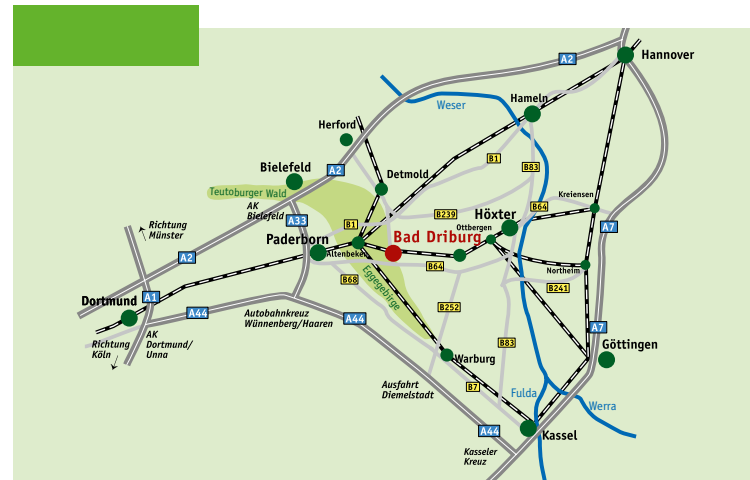 Hannover
A2
Hameln
Weser
Herford
B1
Bielefeld
A2
B83
Detmold
Teutoburger Wald
Kreiensen
AK
Bielefeld
B64
A33
B1
B239
Höxter
Richtung
Münster
Ottbergen
A7
Paderborn
Bad Driburg
Altenbeken
A2
B64
Northeim
B68
Eggegebirge
B241
A1
Dortmund
A44
B252
Autobahnkreuz
Wünnenberg/Haaren
A44
A7
AK
Dortmund/
Unna
Richtung
Köln
B83
Göttingen
Warburg
Ausfahrt
Diemelstadt
B7
Fulda
Werra
A44
Kassel
Kasseler
Kreuz